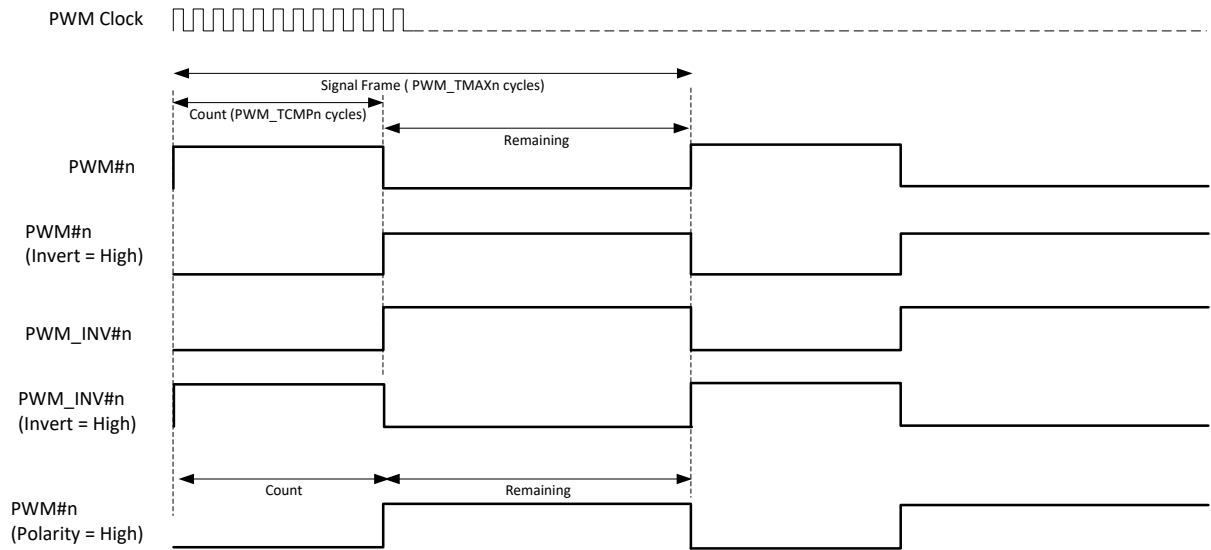 PWM Clock
Signal Frame ( PWM_TMAXn cycles)
Count (PWM_TCMPn cycles)
Remaining
PWM#n
PWM#n
(Invert = High)
PWM_INV#n
PWM_INV#n
(Invert = High)
Count
Remaining
PWM#n
(Polarity = High)